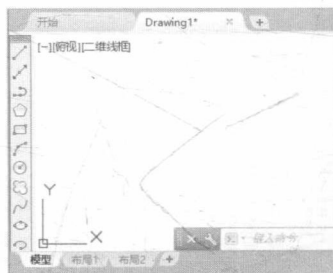 开始 Drawing1* × +
[−][俯视][二维线框]
Y
X
键入命令
模型 布局1 布局2 +